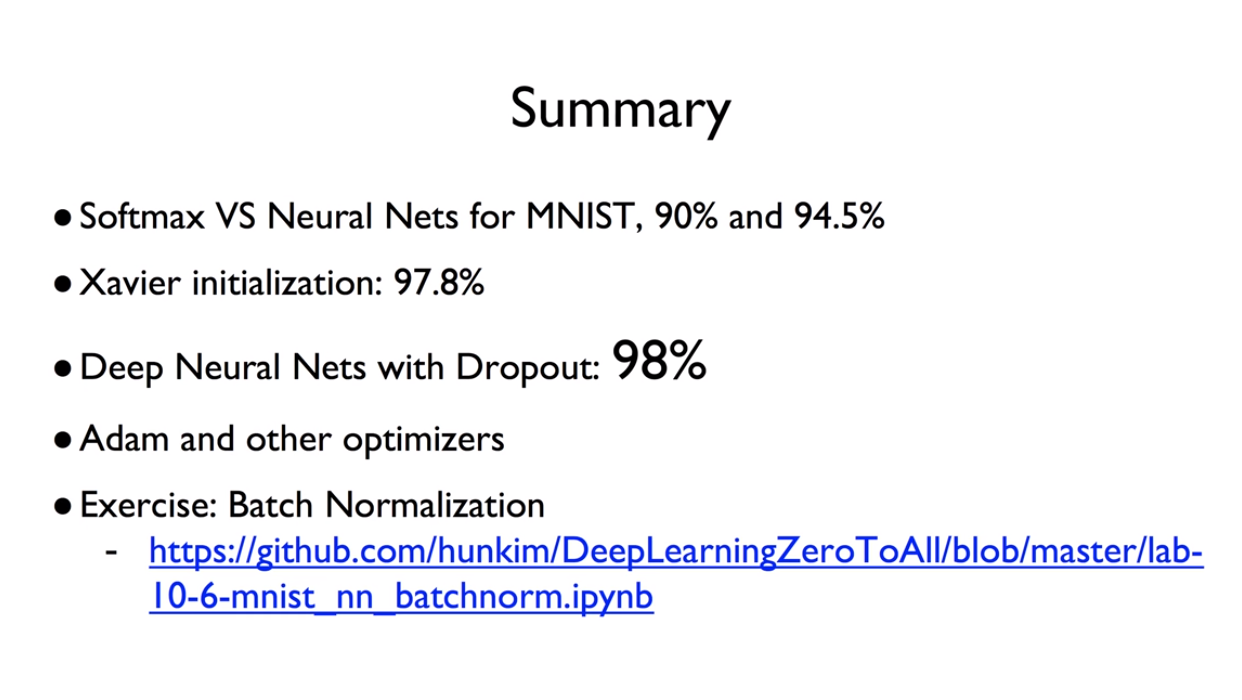 Summary
● Softmax VS Neural Nets for MNIST, 90% and 94.5%
● Xavier initialization: 97.8%
● Deep Neural Nets with Dropout: 98%
● Adam and other optimizers
● Exercise: Batch Normalization
- https://github.com/hunkim/DeepLearningZeroToAll/blob/master/lab-
10-6-mnist_nn_batchnorm.ipynb